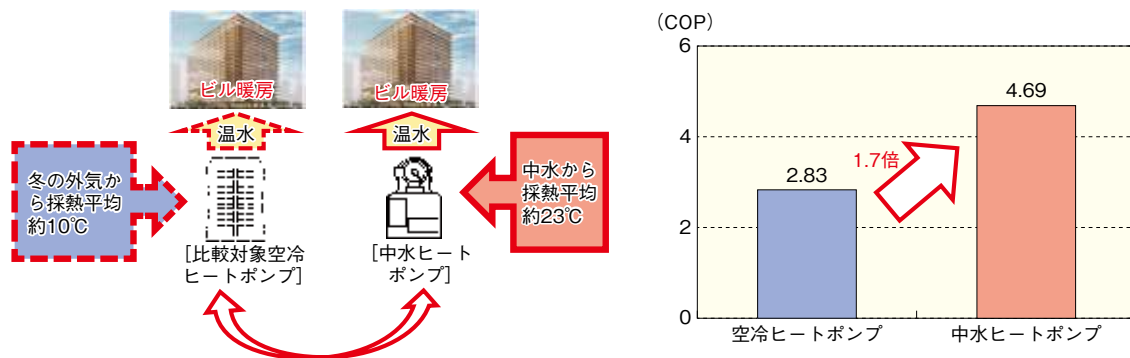 ビル暖房
ビル暖房
温水
温水
冬の外気か
ら採熱平均
約10℃
中水から
採熱平均
約23℃
[比較対象空冷
ヒートポンプ]
[中水ヒート
ポンプ]
(COP)
6
4
2
0
2.83
4.69
1.7倍
空冷ヒートポンプ
中水ヒートポンプ